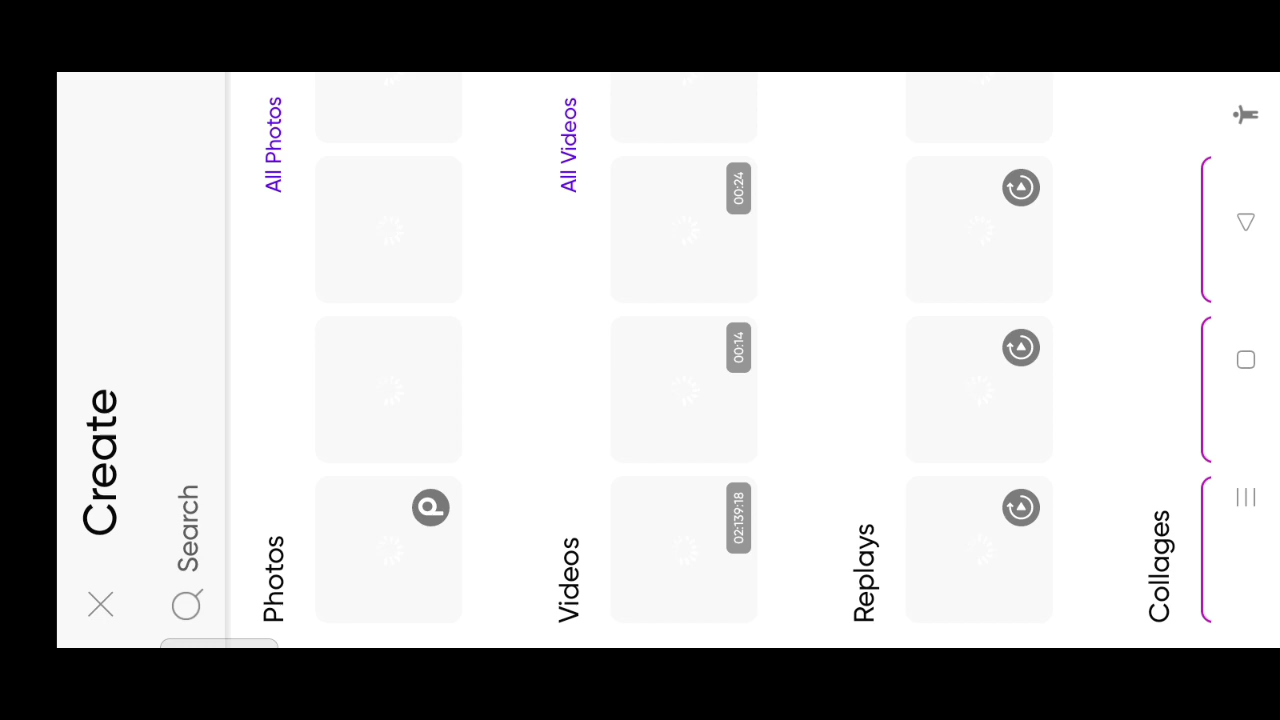 Create
Search
Photos
All Photos
Videos
All Videos
02:139:18
00:14
00:24
Replays
Collages